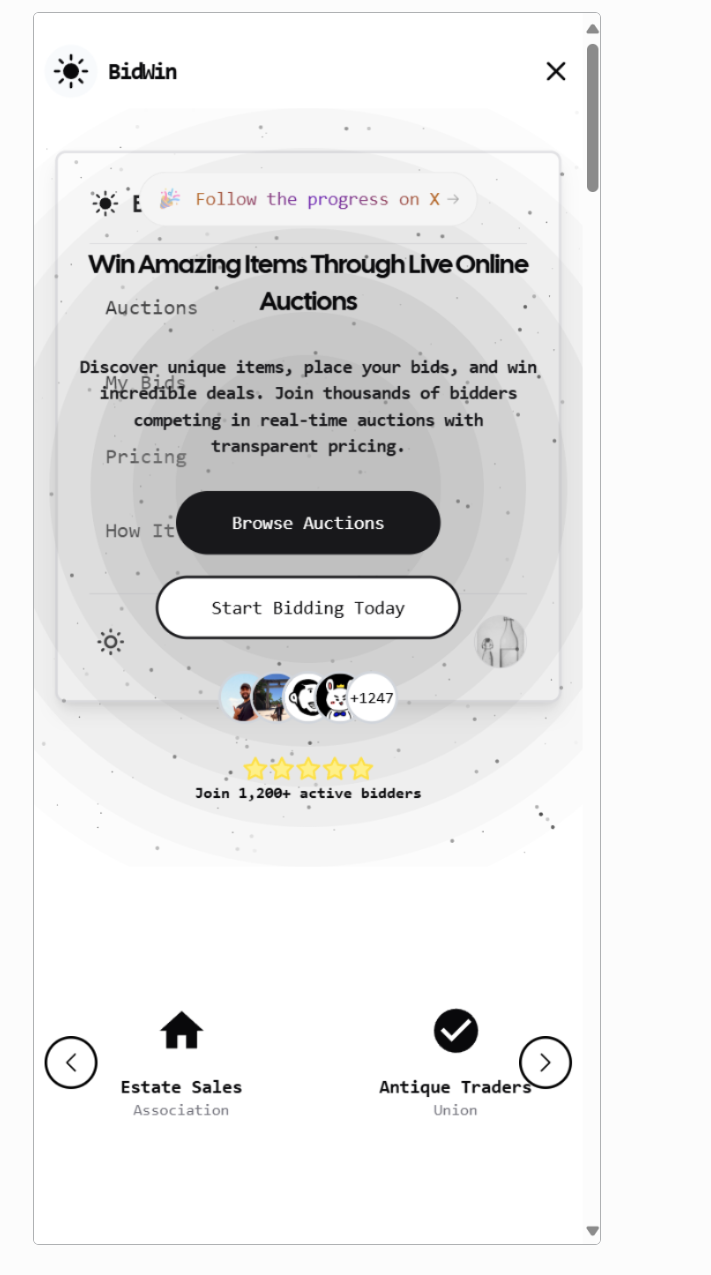 BidWin
🎉 Follow the progress on X →
Win Amazing Items Through Live Online
Auctions
Auctions
Discover unique items, place your bids, and win
My Bids
incredible deals. Join thousands of bidders
competing in real-time auctions with
transparent pricing.
Pricing
Browse Auctions
How It
Start Bidding Today
+1247
Join 1,200+ active bidders
Estate Sales
Association
Antique Traders
Union